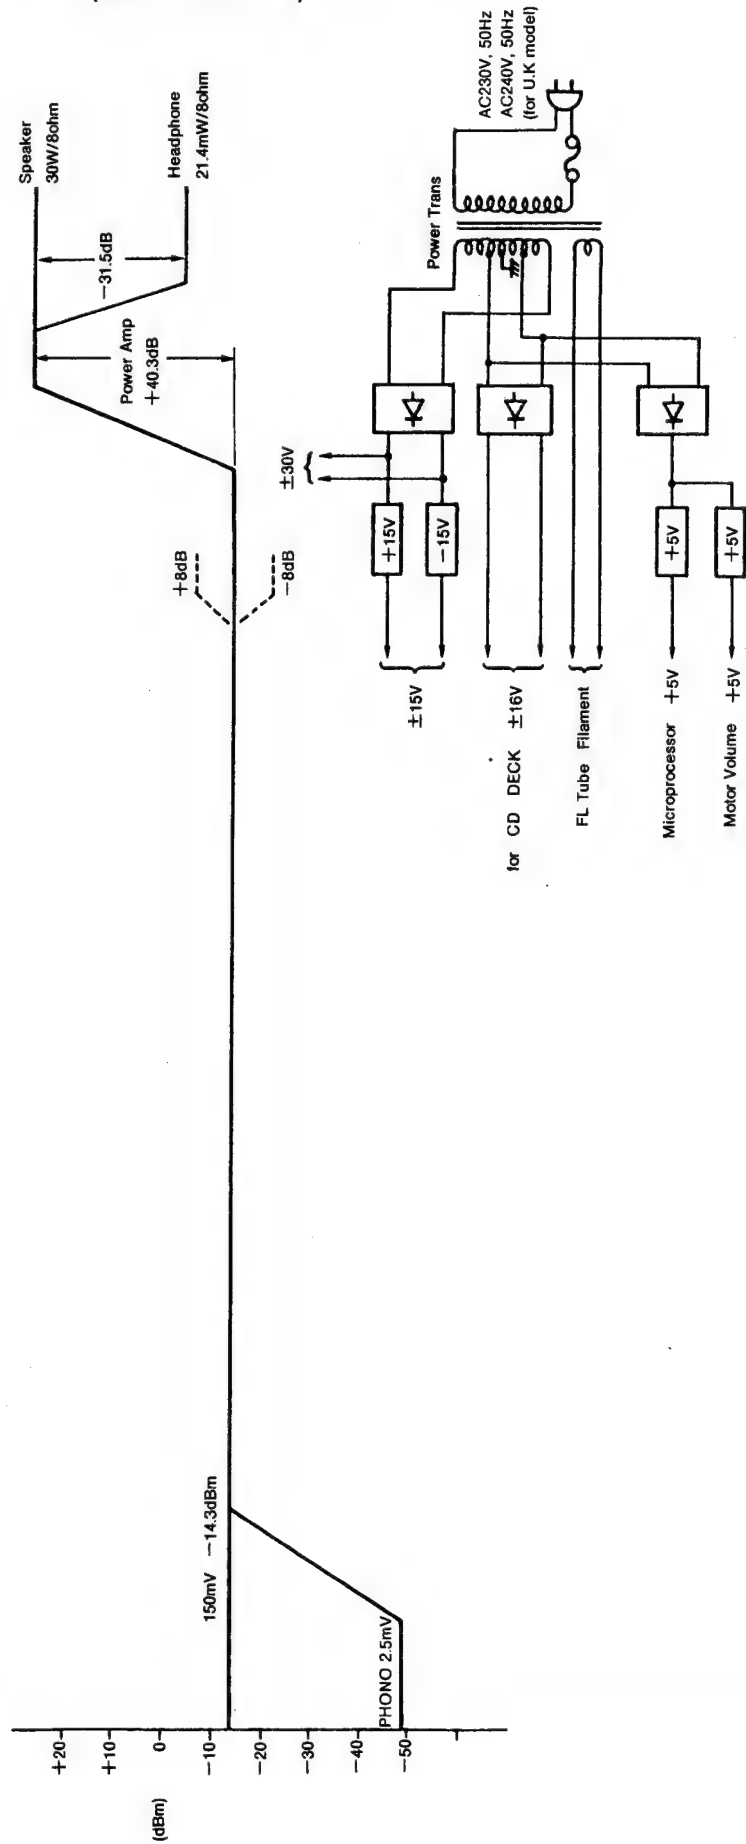 Speaker
30W/8ohm
Headphone
21.4mW/8ohm
−31.5dB
Power Amp
+40.3dB
+8dB
−8dB
150mV −14.3dBm
PHONO 2.5mV
(dBm)
+20
+10
0
−10
−20
−30
−40
−50
AC230V, 50Hz
AC240V, 50Hz
(for U.K model)
Power Trans
±30V
+15V
−15V
±15V
for CD DECK ±16V
FL Tube Filament
+5V
Microprocessor +5V
+5V
Motor Volume +5V